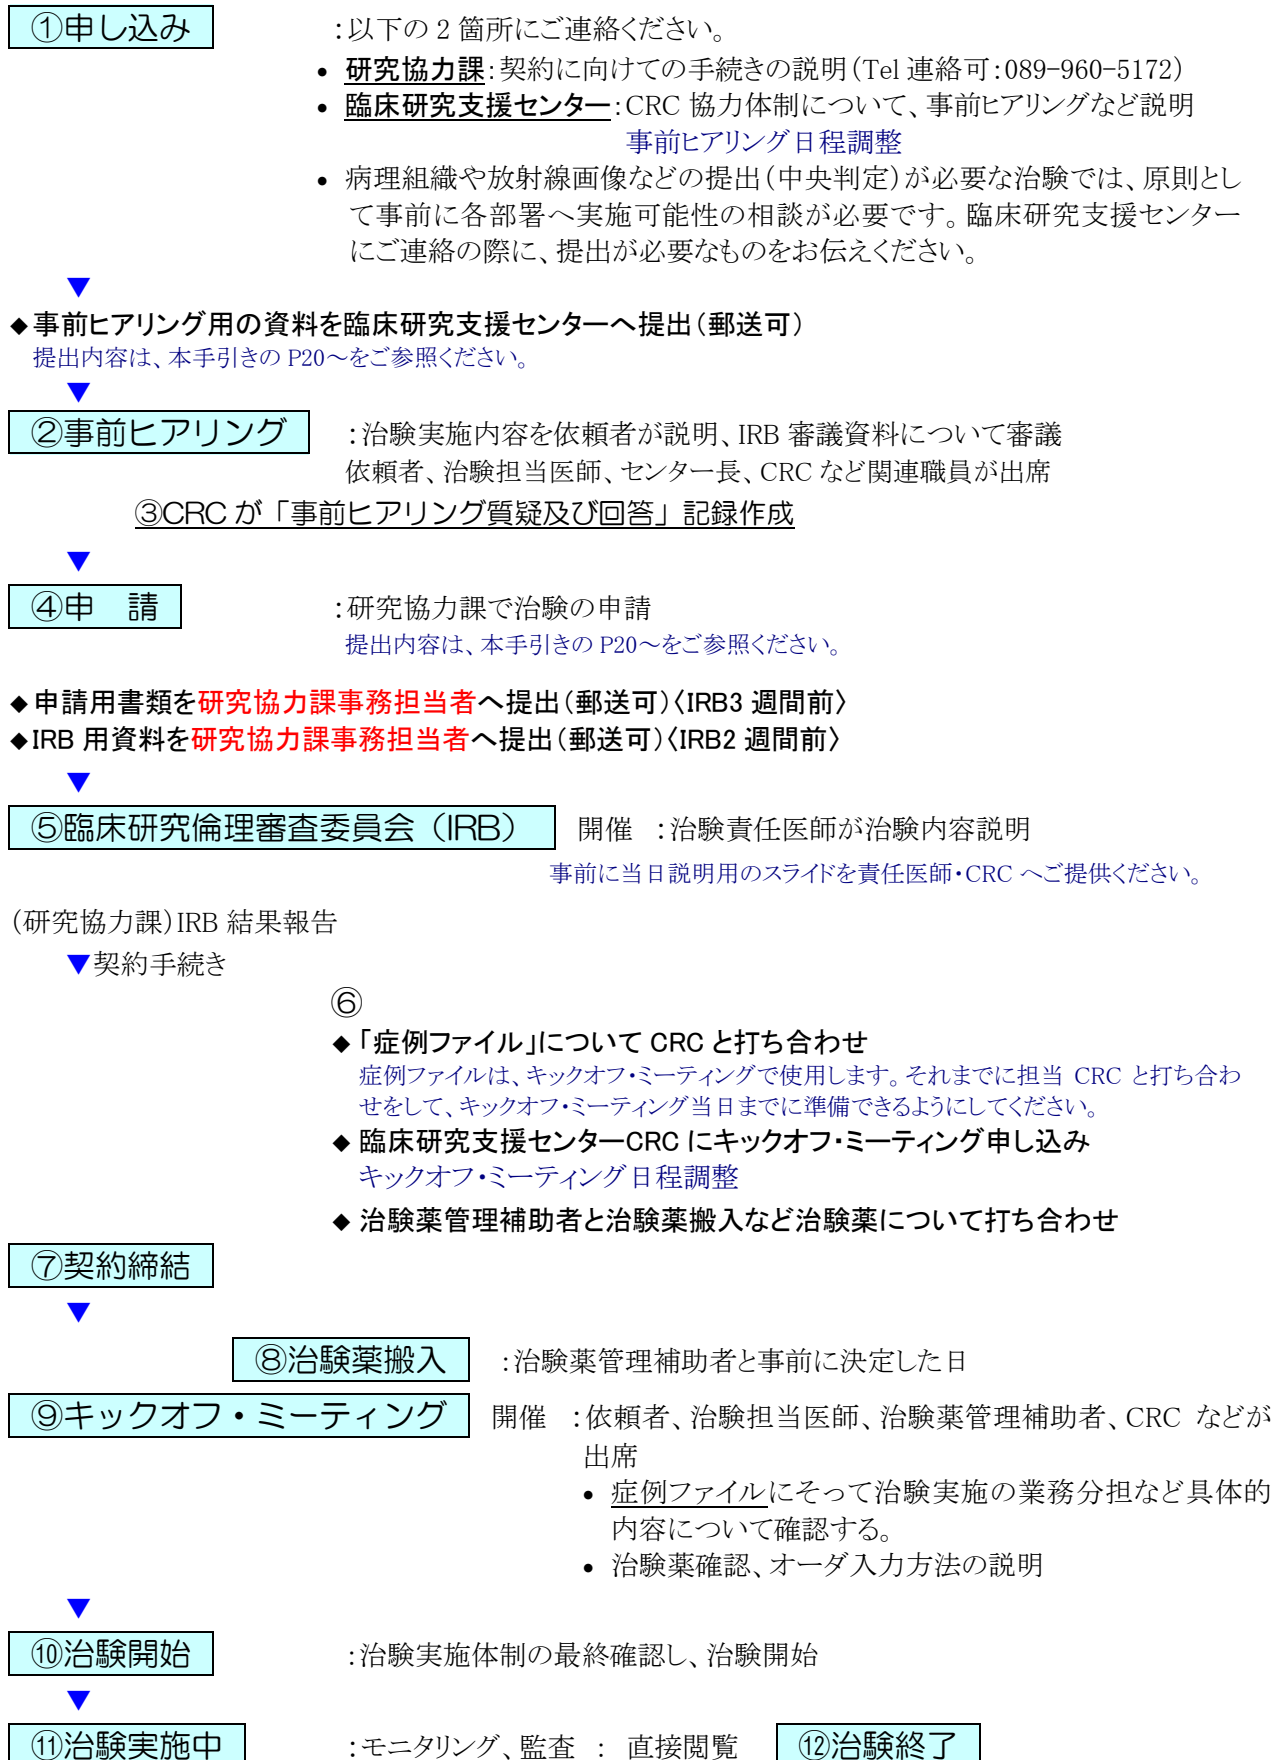 ①申し込み ：以下の 2 箇所にご連絡ください。
● 研究協力課：契約に向けての手続きの説明（Tel 連絡可：089-960-5172）
● 臨床研究支援センター：CRC 協力体制について、事前ヒアリングなど説明
事前ヒアリング日程調整
● 病理組織や放射線画像などの提出（中央判定）が必要な治験では、原則とし
て事前に各部署へ実施可能性の相談が必要です。臨床研究支援センター
にご連絡の際に、提出が必要なものをお伝えください。
▼
◆事前ヒアリング用の資料を臨床研究支援センターへ提出（郵送可）
提出内容は、本手引きの P20～をご参照ください。
▼
②事前ヒアリング ：治験実施内容を依頼者が説明、IRB 審議資料について審議
依頼者、治験担当医師、センター長、CRC など関連職員が出席
③CRC が「事前ヒアリング質疑及び回答」記録作成
▼
④申　請 ：研究協力課で治験の申請
提出内容は、本手引きの P20～をご参照ください。
◆申請用書類を研究協力課事務担当者へ提出（郵送可）〈IRB3 週間前〉
◆IRB 用資料を研究協力課事務担当者へ提出（郵送可）〈IRB2 週間前〉
▼
⑤臨床研究倫理審査委員会（IRB） 開催 ：治験責任医師が治験内容説明
事前に当日説明用のスライドを責任医師・CRC へご提供ください。
（研究協力課）IRB 結果報告
▼契約手続き
⑥
◆「症例ファイル」について CRC と打ち合わせ
症例ファイルは、キックオフ・ミーティングで使用します。それまでに担当 CRC と打ち合わ
せをして、キックオフ・ミーティング当日までに準備できるようにしてください。
◆ 臨床研究支援センターCRC にキックオフ・ミーティング申し込み
キックオフ・ミーティング日程調整
◆ 治験薬管理補助者と治験薬搬入など治験薬について打ち合わせ
⑦契約締結
▼
⑧治験薬搬入 ：治験薬管理補助者と事前に決定した日
⑨キックオフ・ミーティング 開催 ：依頼者、治験担当医師、治験薬管理補助者、CRC などが
出席
● 症例ファイルにそって治験実施の業務分担など具体的
内容について確認する。
● 治験薬確認、オーダ入力方法の説明
▼
⑩治験開始 ：治験実施体制の最終確認し、治験開始
▼
⑪治験実施中 ：モニタリング、監査 ： 直接閲覧 ⑫治験終了